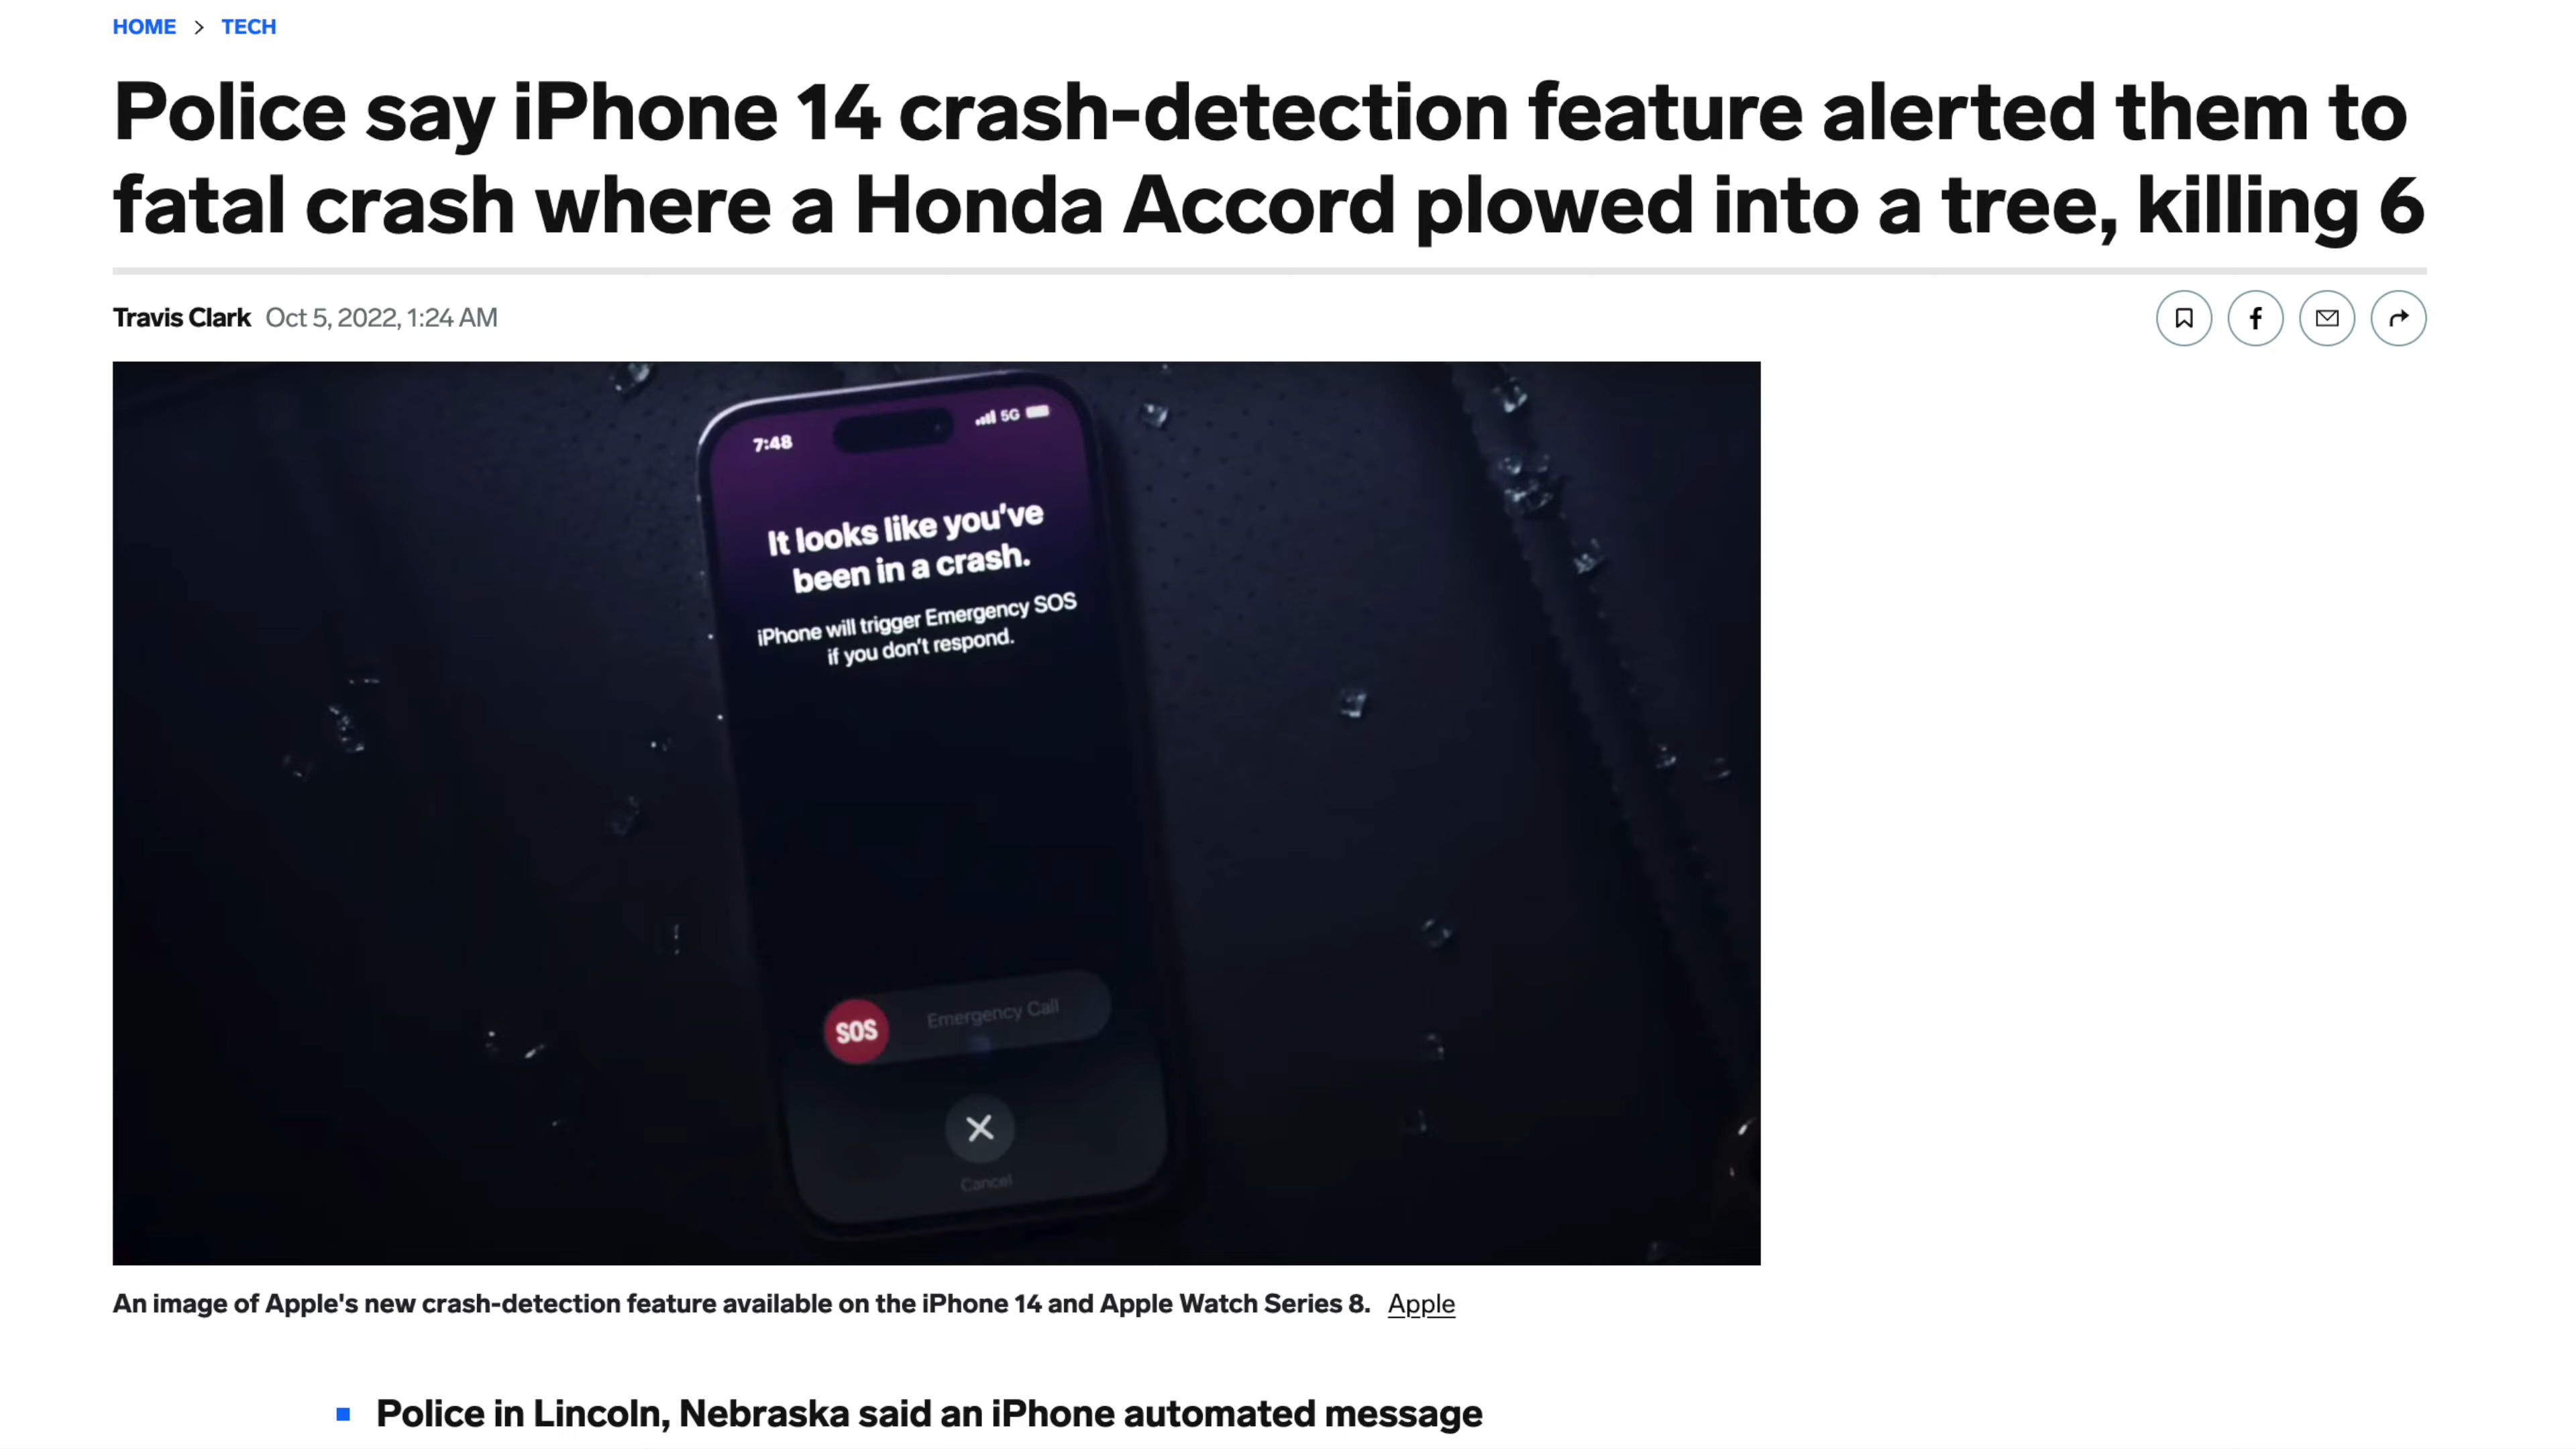 HOME > TECH
Police say iPhone 14 crash-detection feature alerted them to
fatal crash where a Honda Accord plowed into a tree, killing 6
Travis Clark Oct 5, 2022, 1:24 AM
7:48 5G
It looks like you've
been in a crash.
iPhone will trigger Emergency SOS
if you don't respond.
SOS Emergency Call
Cancel
An image of Apple's new crash-detection feature available on the iPhone 14 and Apple Watch Series 8. Apple
Police in Lincoln, Nebraska said an iPhone automated message